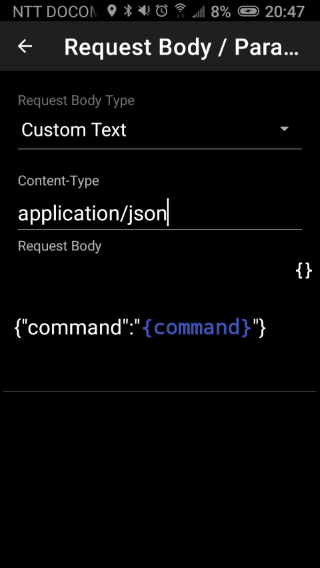 NTT DOCOM 8% 20:47
Request Body / Para...
Request Body Type
Custom Text
Content-Type
application/json
Request Body
{}
{"command":"{command}"}